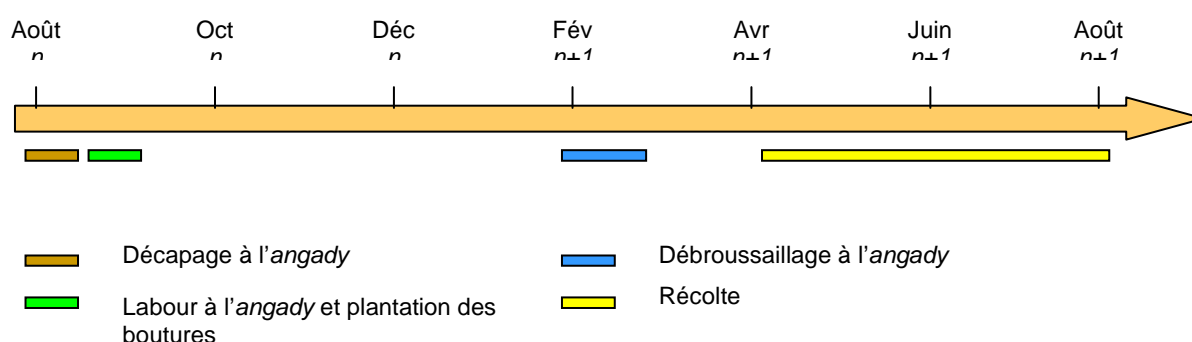 Août Oct Déc Fév Avr Juin Août
n n n n+1 n+1 n+1 n+1
Décapage à l’angady
Débroussaillage à l’angady
Labour à l’angady et plantation des
boutures
Récolte